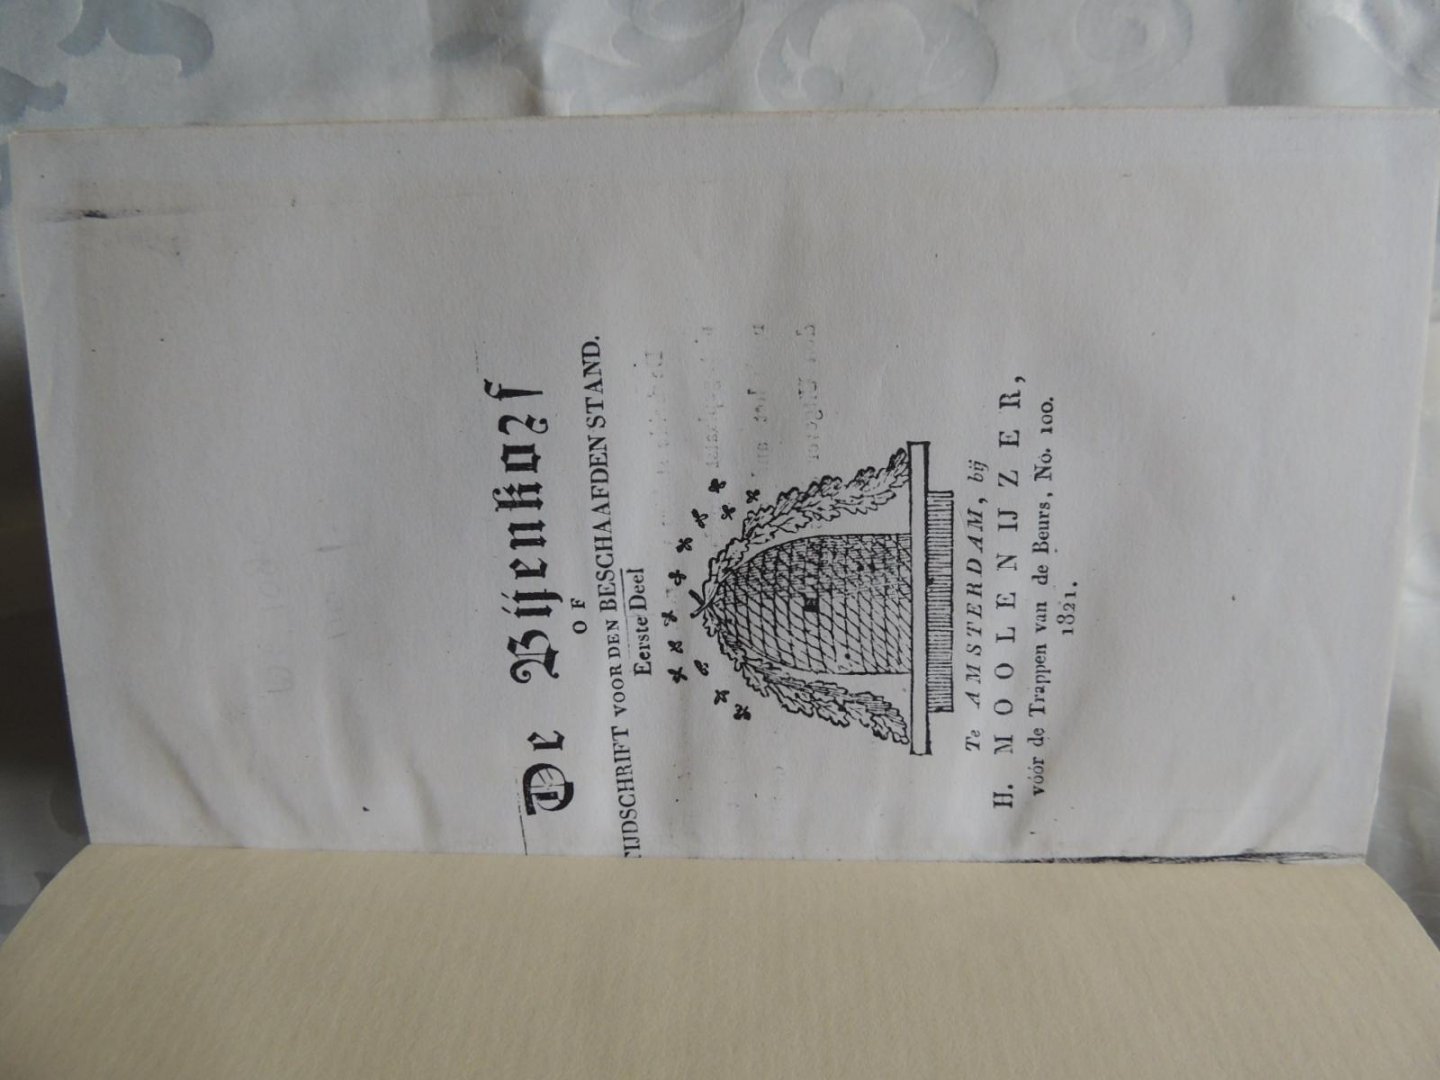 De Bijenkorf
OF
TIJDSCHRIFT VOOR DEN BESCHAAFDEN STAND.
Eerste Deel
Te AMSTERDAM, bij
H. MOOLENIJZER,
vóór de Trappen van de Beurs, No. 100.
1821.